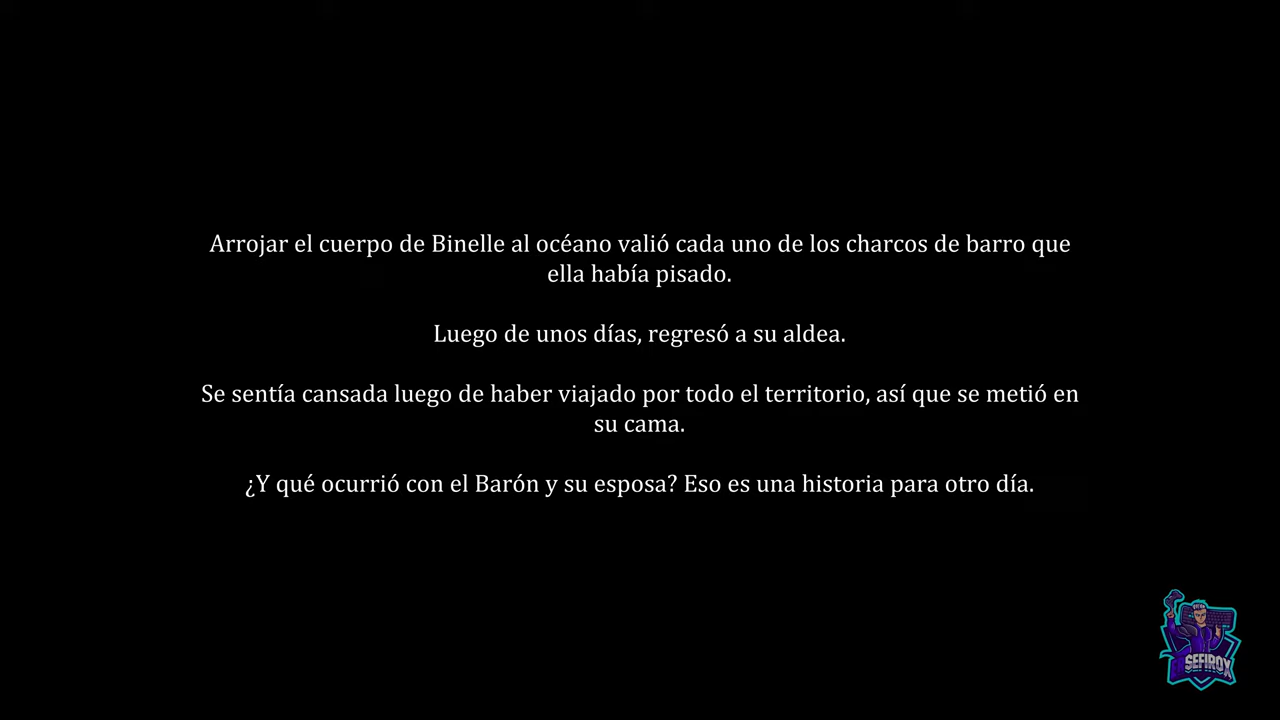 Arrojar el cuerpo de Binelle al océano valió cada uno de los charcos de barro que
ella había pisado.
Luego de unos días, regresó a su aldea.
Se sentía cansada luego de haber viajado por todo el territorio, así que se metió en
su cama.
¿Y qué ocurrió con el Barón y su esposa? Eso es una historia para otro día.
SEFIROX